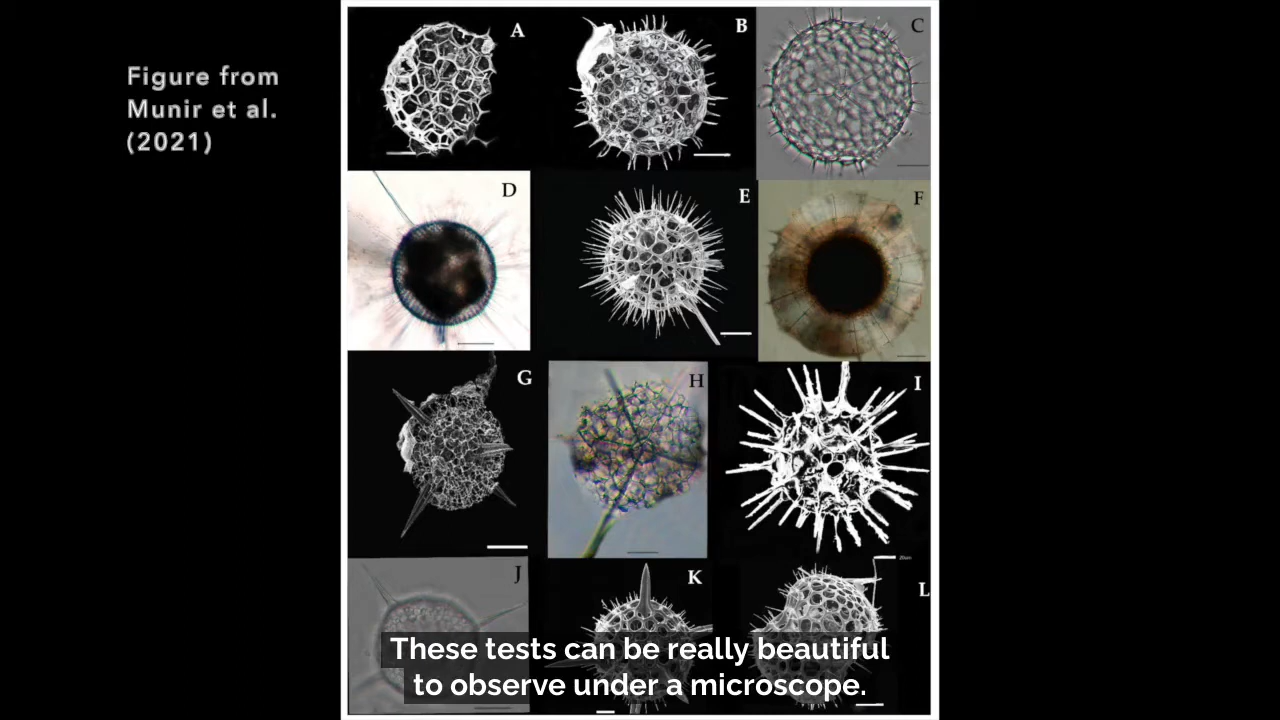 Figure from
Munir et al.
(2021)
A
B
C
D
E
F
G
H
I
J
K
L
These tests can be really beautiful
to observe under a microscope.